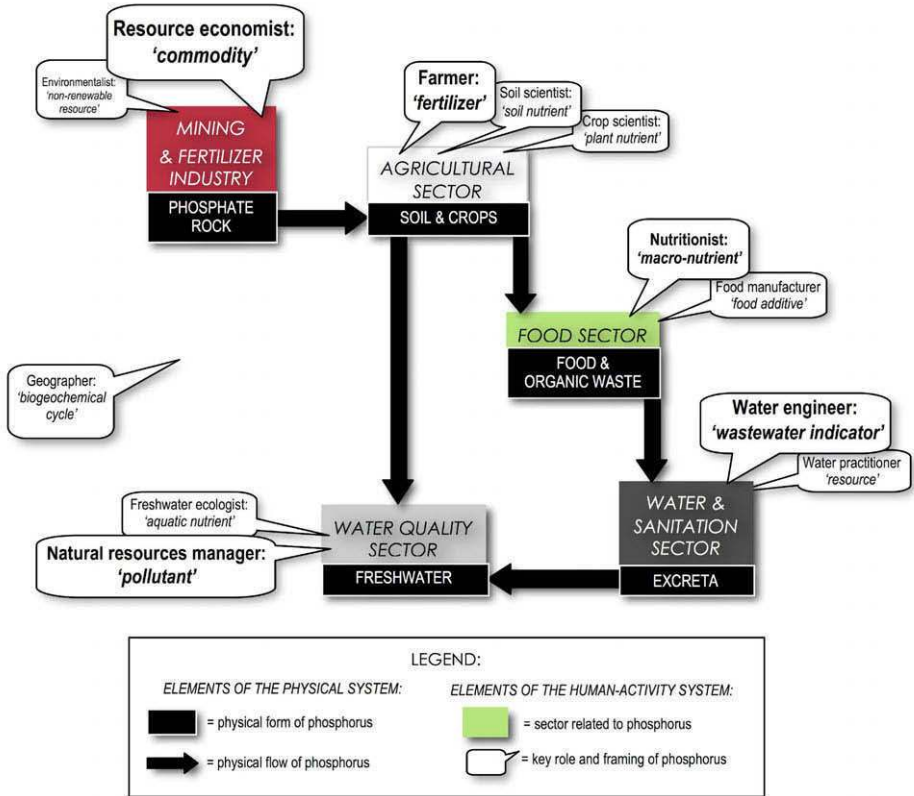 Resource economist:
‘commodity’
Environmentalist:
‘non-renewable
resource’
MINING
& FERTILIZER
INDUSTRY
PHOSPHATE
ROCK
Farmer:
‘fertilizer’
Soil scientist:
‘soil nutrient’
Crop scientist:
‘plant nutrient’
AGRICULTURAL
SECTOR
SOIL & CROPS
Nutritionist:
‘macro-nutrient’
Food manufacturer
‘food additive’
FOOD SECTOR
FOOD &
ORGANIC WASTE
Geographer:
‘biogeochemical
cycle’
Water engineer:
‘wastewater indicator’
Water practitioner
‘resource’
WATER &
SANITATION
SECTOR
EXCRETA
Freshwater ecologist:
‘aquatic nutrient’
Natural resources manager:
‘pollutant’
WATER QUALITY
SECTOR
FRESHWATER
LEGEND:
ELEMENTS OF THE PHYSICAL SYSTEM:
= physical form of phosphorus
= physical flow of phosphorus
ELEMENTS OF THE HUMAN-ACTIVITY SYSTEM:
= sector related to phosphorus
= key role and framing of phosphorus